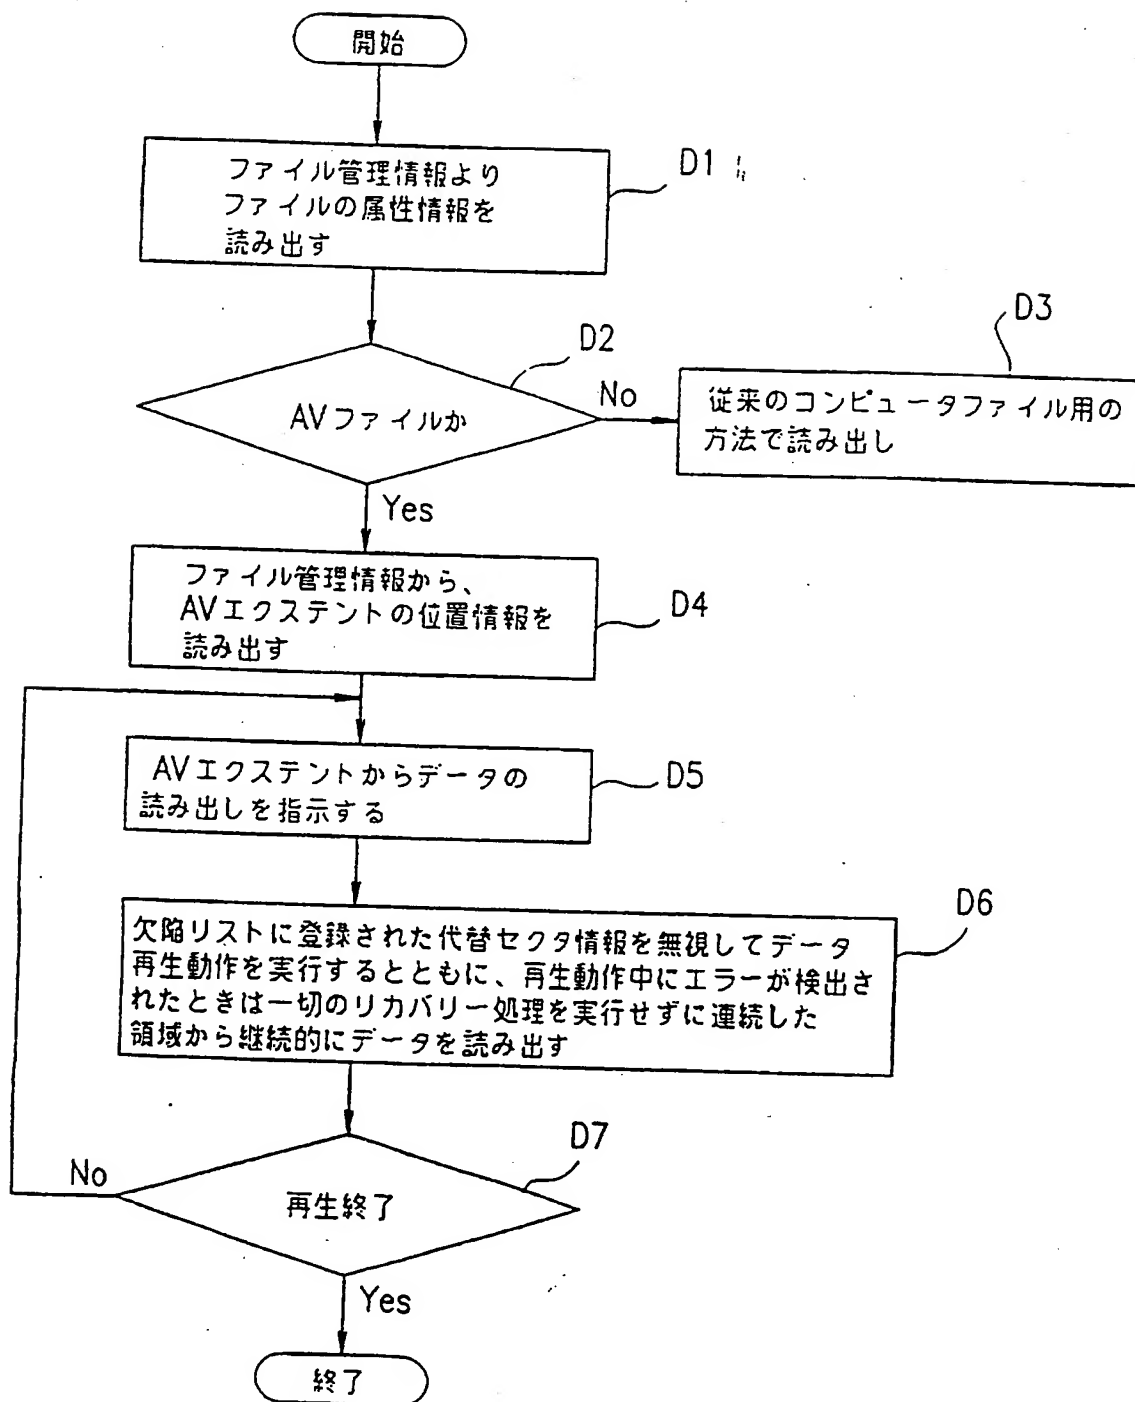 開始
ファイル管理情報より
ファイルの属性情報を
読み出す
D1
D2
AVファイルか
No
D3
従来のコンピュータファイル用の
方法で読み出し
Yes
ファイル管理情報から、
AVエクステントの位置情報を
読み出す
D4
AVエクステントからデータの
読み出しを指示する
D5
D6
欠陥リストに登録された代替セクタ情報を無視してデータ
再生動作を実行するとともに、再生動作中にエラーが検出さ
れたときは一切のリカバリー処理を実行せずに連続した
領域から継続的にデータを読み出す
D7
No
再生終了
Yes
終了